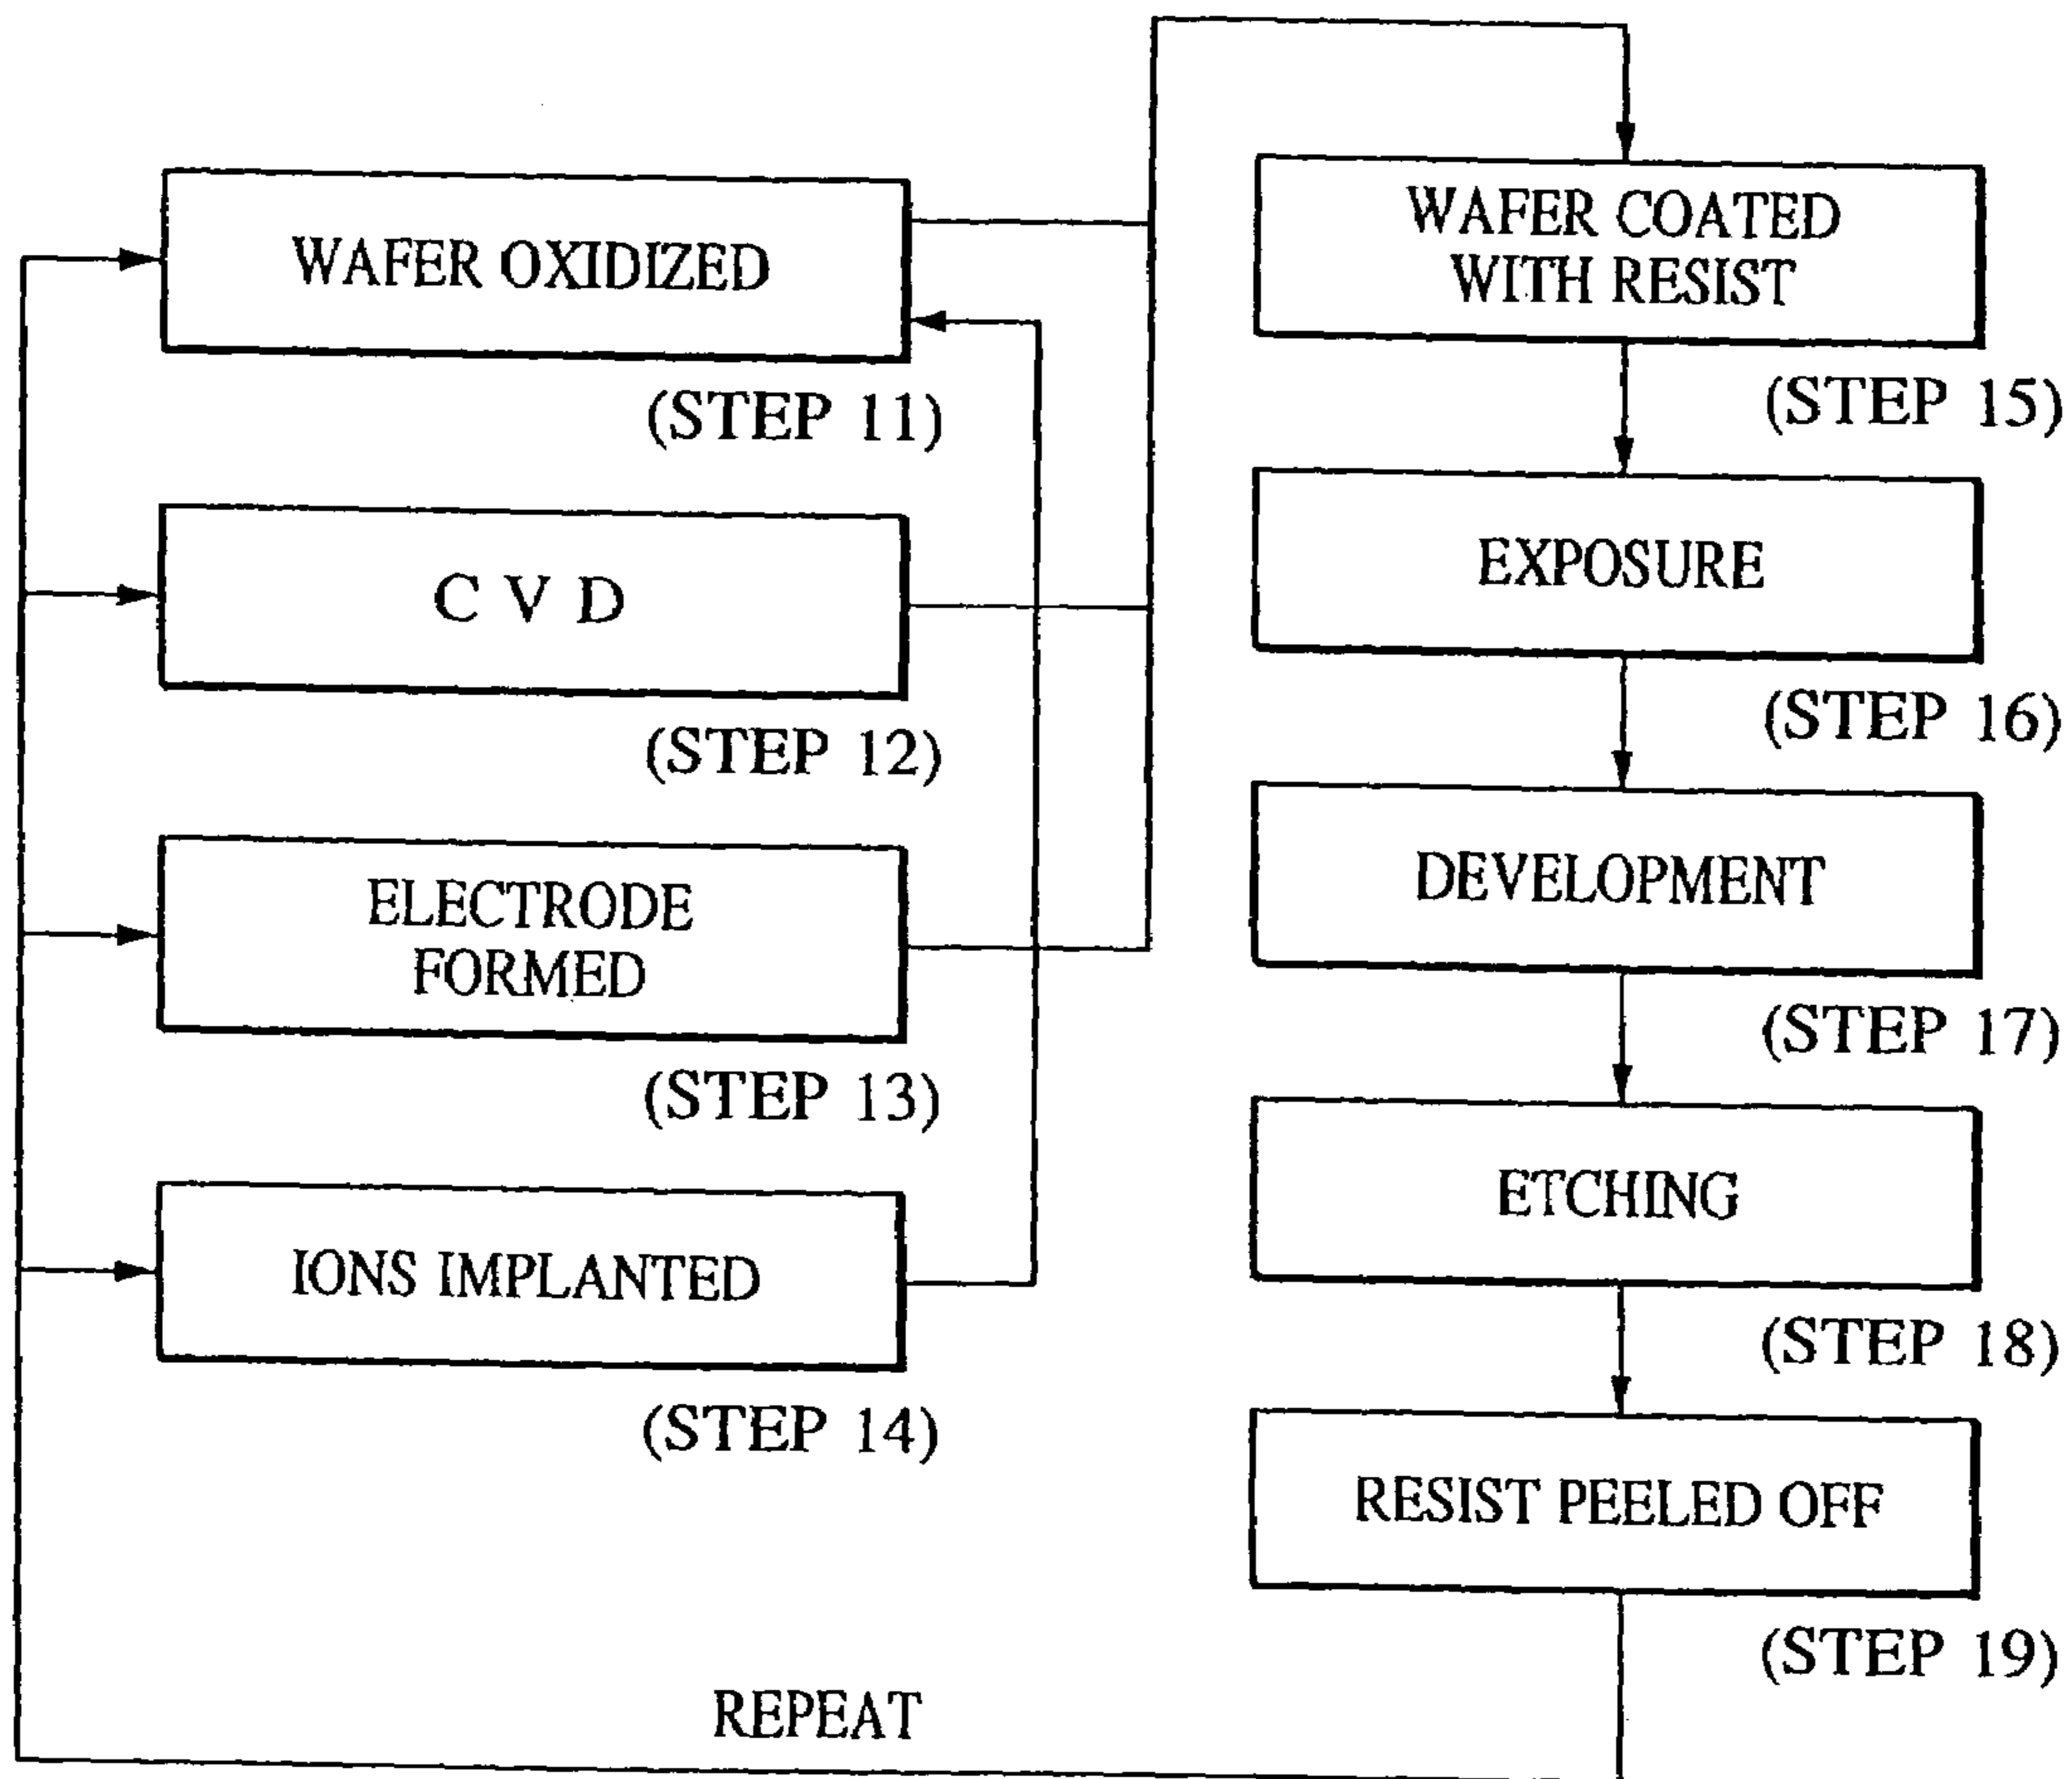 WAFER OXIDIZED
(STEP 11)
C V D
(STEP 12)
ELECTRODE
FORMED
(STEP 13)
IONS IMPLANTED
(STEP 14)
WAFER COATED
WITH RESIST
(STEP 15)
EXPOSURE
(STEP 16)
DEVELOPMENT
(STEP 17)
ETCHING
(STEP 18)
RESIST PEELED OFF
(STEP 19)
REPEAT